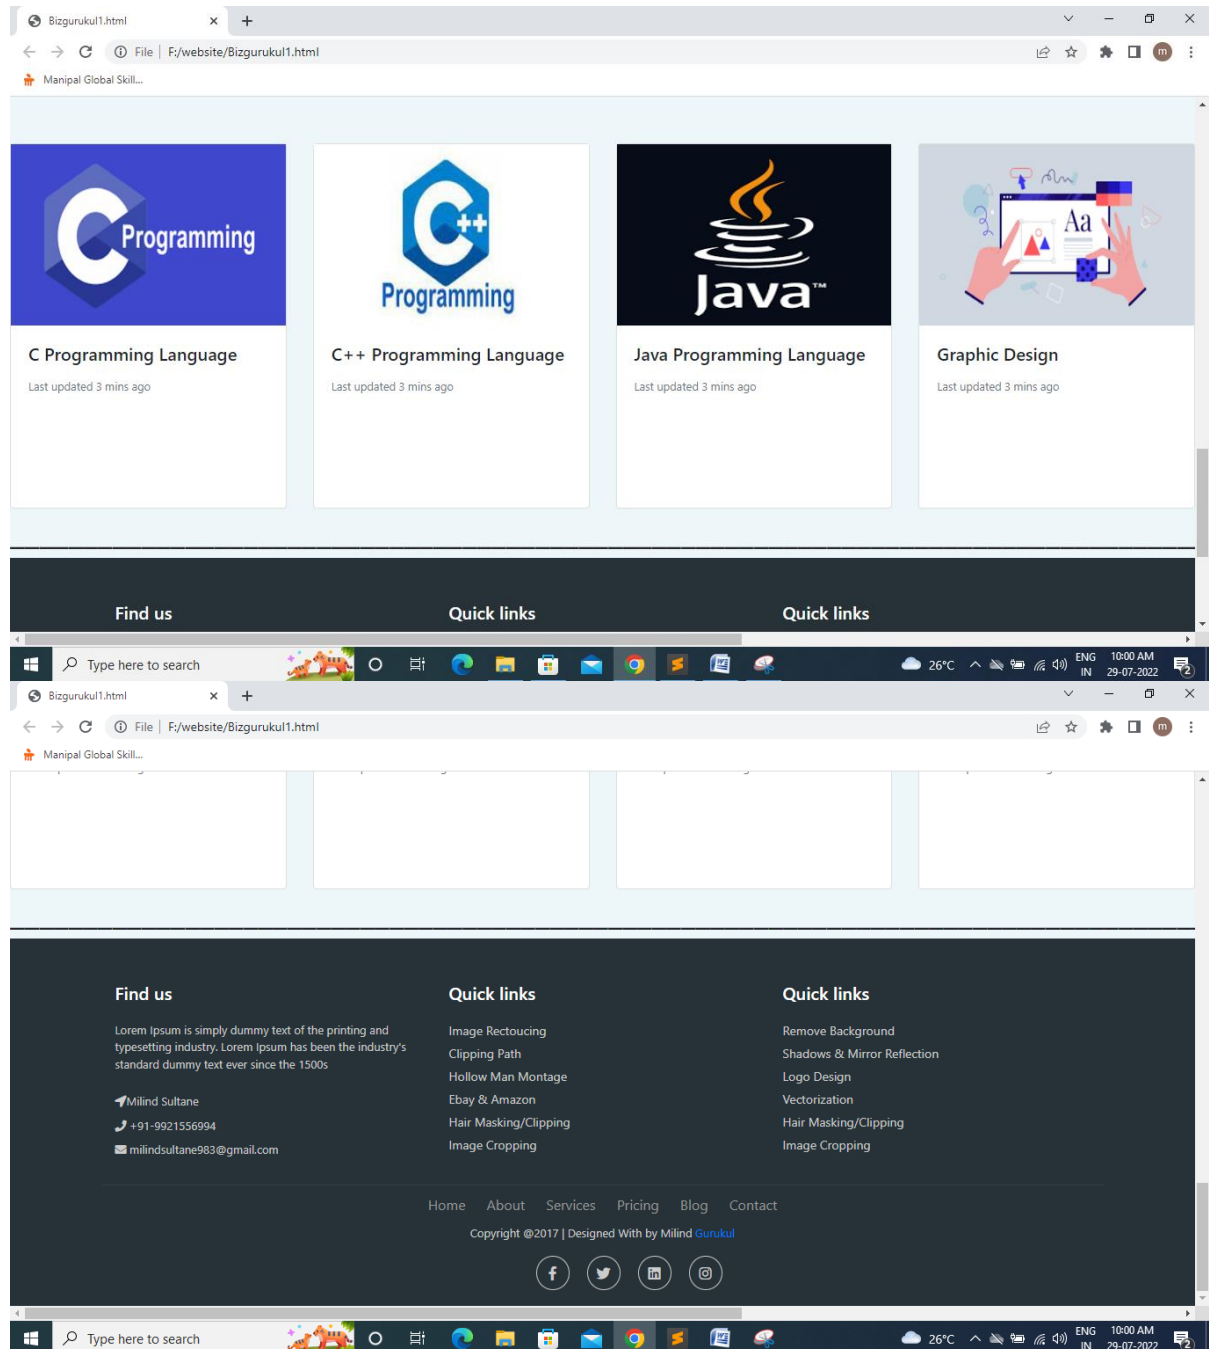 Bizgurukul1.html
File | F:/website/Bizgurukul1.html
m
Manipal Global Skill...
C Programming
C++ Programming
Java™
Aa
C Programming Language
C++ Programming Language
Java Programming Language
Graphic Design
Last updated 3 mins ago
Last updated 3 mins ago
Last updated 3 mins ago
Last updated 3 mins ago
Find us
Quick links
Quick links
Type here to search
26°C
ENG
IN
10:00 AM
29-07-2022
2
Bizgurukul1.html
File | F:/website/Bizgurukul1.html
m
Manipal Global Skill...
Find us
Lorem Ipsum is simply dummy text of the printing and
typesetting industry. Lorem Ipsum has been the industry's
standard dummy text ever since the 1500s
Milind Sultane
+91-9921556994
milindsultane983@gmail.com
Quick links
Image Rectoucing
Clipping Path
Hollow Man Montage
Ebay & Amazon
Hair Masking/Clipping
Image Cropping
Quick links
Remove Background
Shadows & Mirror Reflection
Logo Design
Vectorization
Hair Masking/Clipping
Image Cropping
Home About Services Pricing Blog Contact
Copyright @2017 | Designed With by Milind Gurukul
Type here to search
26°C
ENG
IN
10:00 AM
29-07-2022
2